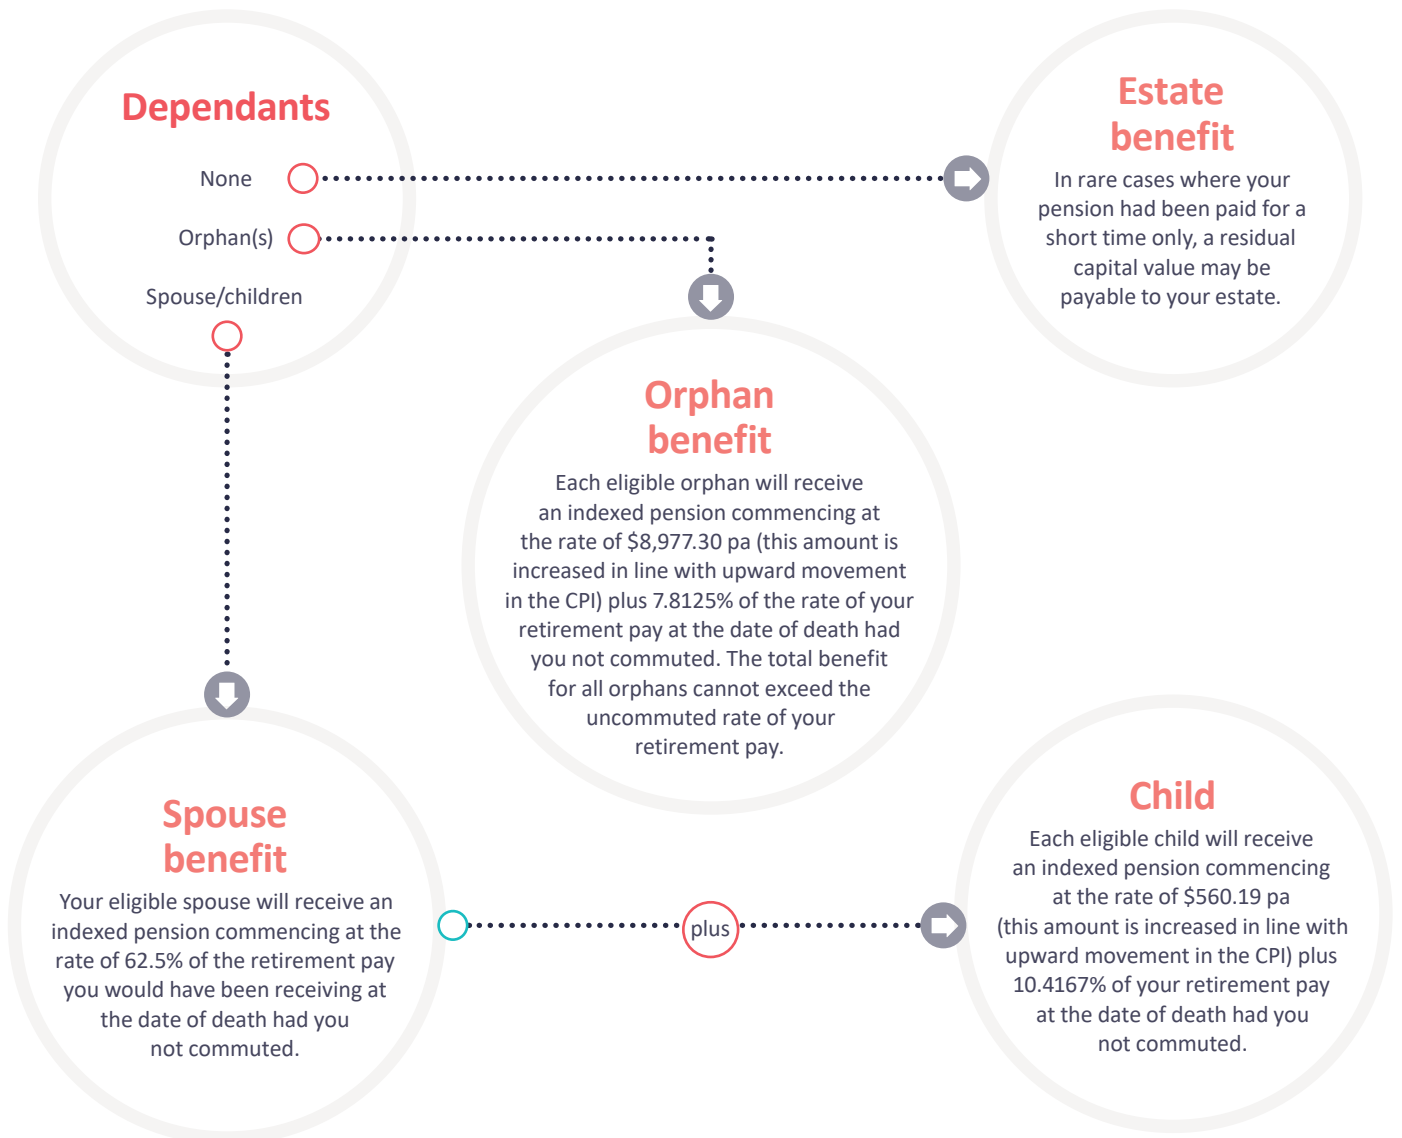 Dependants
None
Orphan(s)
Spouse/children
Estate
benefit
In rare cases where your
pension had been paid for a
short time only, a residual
capital value may be
payable to your estate.
Orphan
benefit
Each eligible orphan will receive
an indexed pension commencing at
the rate of $8,977.30 pa (this amount is
increased in line with upward movement
in the CPI) plus 7.8125% of the rate of your
retirement pay at the date of death had
you not commuted. The total benefit
for all orphans cannot exceed the
uncommuted rate of your
retirement pay.
Spouse
benefit
Your eligible spouse will receive an
indexed pension commencing at the
rate of 62.5% of the retirement pay
you would have been receiving at
the date of death had you
not commuted.
plus
Child
Each eligible child will receive
an indexed pension commencing
at the rate of $560.19 pa
(this amount is increased in line with
upward movement in the CPI) plus
10.4167% of your retirement pay
at the date of death had you
not commuted.